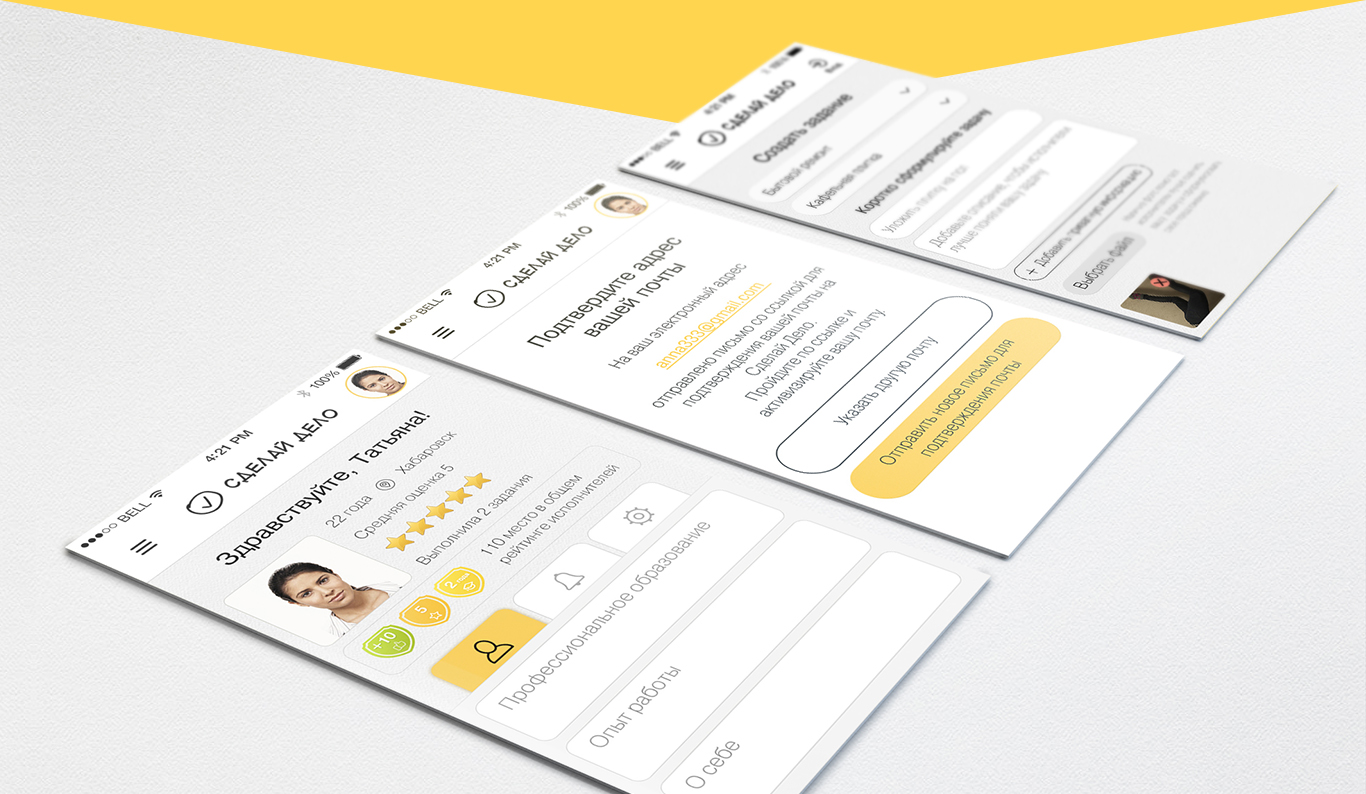 BELL
4:21 PM
100%
СДЕЛАЙ ДЕЛО
Здравствуйте, Татьяна!
22 года
Хабаровск
Средняя оценка 5
Выполнила 2 задания
110 место в общем
рейтинге исполнителей
+10
5
2
Профессиональное образование
Опыт работы
О себе
BELL
4:21 PM
100%
СДЕЛАЙ ДЕЛО
Подтвердите адрес
вашей почты
На ваш электронный адрес
anna333@gmail.com
отправлено письмо со ссылкой для
подтверждения вашей почты на
Сделай Дело.
Пройдите по ссылке и
активизируйте вашу почту.
Указать другую почту
Отправить новое письмо для
подтверждения почты
BELL
4:21 PM
СДЕЛАЙ ДЕЛО
Создать задание
Бытовой ремонт
Кафельная плитка
Коротко сформулируйте задачу
Уложить плитку на пол
Добавьте описание, чтобы исполнители
лучше поняли вашу задачу
+ Добавить приватную информацию
Выбрать файл